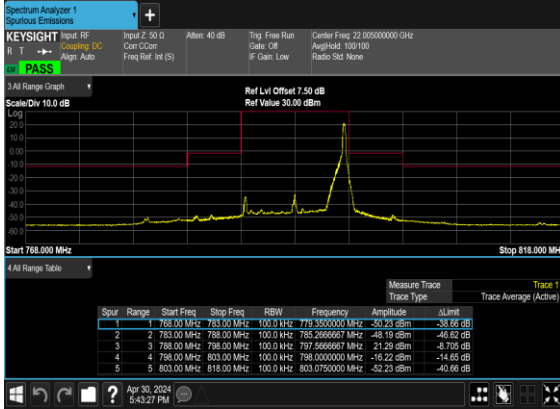 Spectrum Analyzer 1
Spurious Emissions
KEYSIGHT Input: RF Input Z: 50 Ω Atten: 40 dB Trig: Free Run Center Freq: 22.005000000 GHz
R T Coupling: DC Corr CCorr Gate: Off Avg|Hold: 100/100
Align: Auto Freq Ref: Int (S) IF Gain: Low Radio Std: None
PASS
3 All Range Graph
Ref Lvl Offset 7.50 dB
Scale/Div 10.0 dB Ref Value 30.00 dBm
Log
20.0
10.0
0.00
-10.0
-20.0
-30.0
-40.0
-50.0
-60.0
Start 768.000 MHz Stop 818.000 MHz
4 All Range Table
Measure Trace Trace 1
Trace Type Trace Average (Active)
Spur Range Start Freq Stop Freq RBW Frequency Amplitude ΔLimit
1 1 768.00 MHz 783.00 MHz 100.0 kHz 779.3500000 MHz -50.23 dBm -38.66 dB
2 2 783.00 MHz 788.00 MHz 100.0 kHz 785.2666667 MHz -48.19 dBm -46.62 dB
3 3 788.00 MHz 798.00 MHz 100.0 kHz 797.5666667 MHz 21.29 dBm -8.705 dB
4 4 798.00 MHz 803.00 MHz 100.0 kHz 798.0000000 MHz -16.22 dBm -14.65 dB
5 5 803.00 MHz 818.00 MHz 100.0 kHz 803.0750000 MHz -52.23 dBm -40.66 dB
Apr 30, 2024
5:43:27 PM